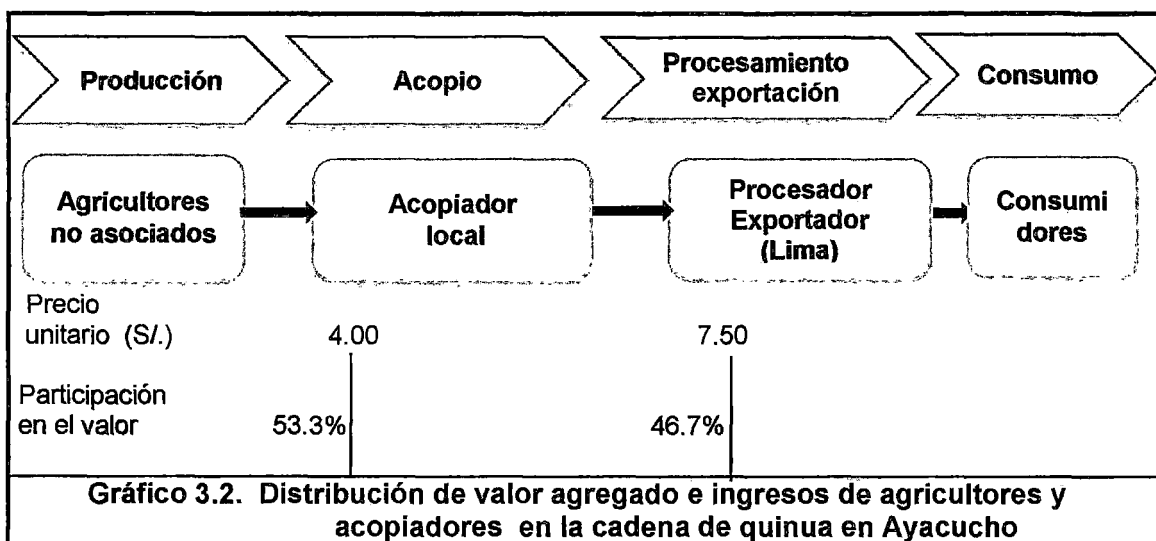 Producción
Acopio
Procesamiento
exportación
Consumo
Agricultores
no asociados
Acopiador
local
Procesador
Exportador
(Lima)
Consumi
dores
Precio
unitario (S/.) 4.00 7.50
Participación
en el valor 53.3% 46.7%
Gráfico 3.2. Distribución de valor agregado e ingresos de agricultores y
acopiadores en la cadena de quinua en Ayacucho